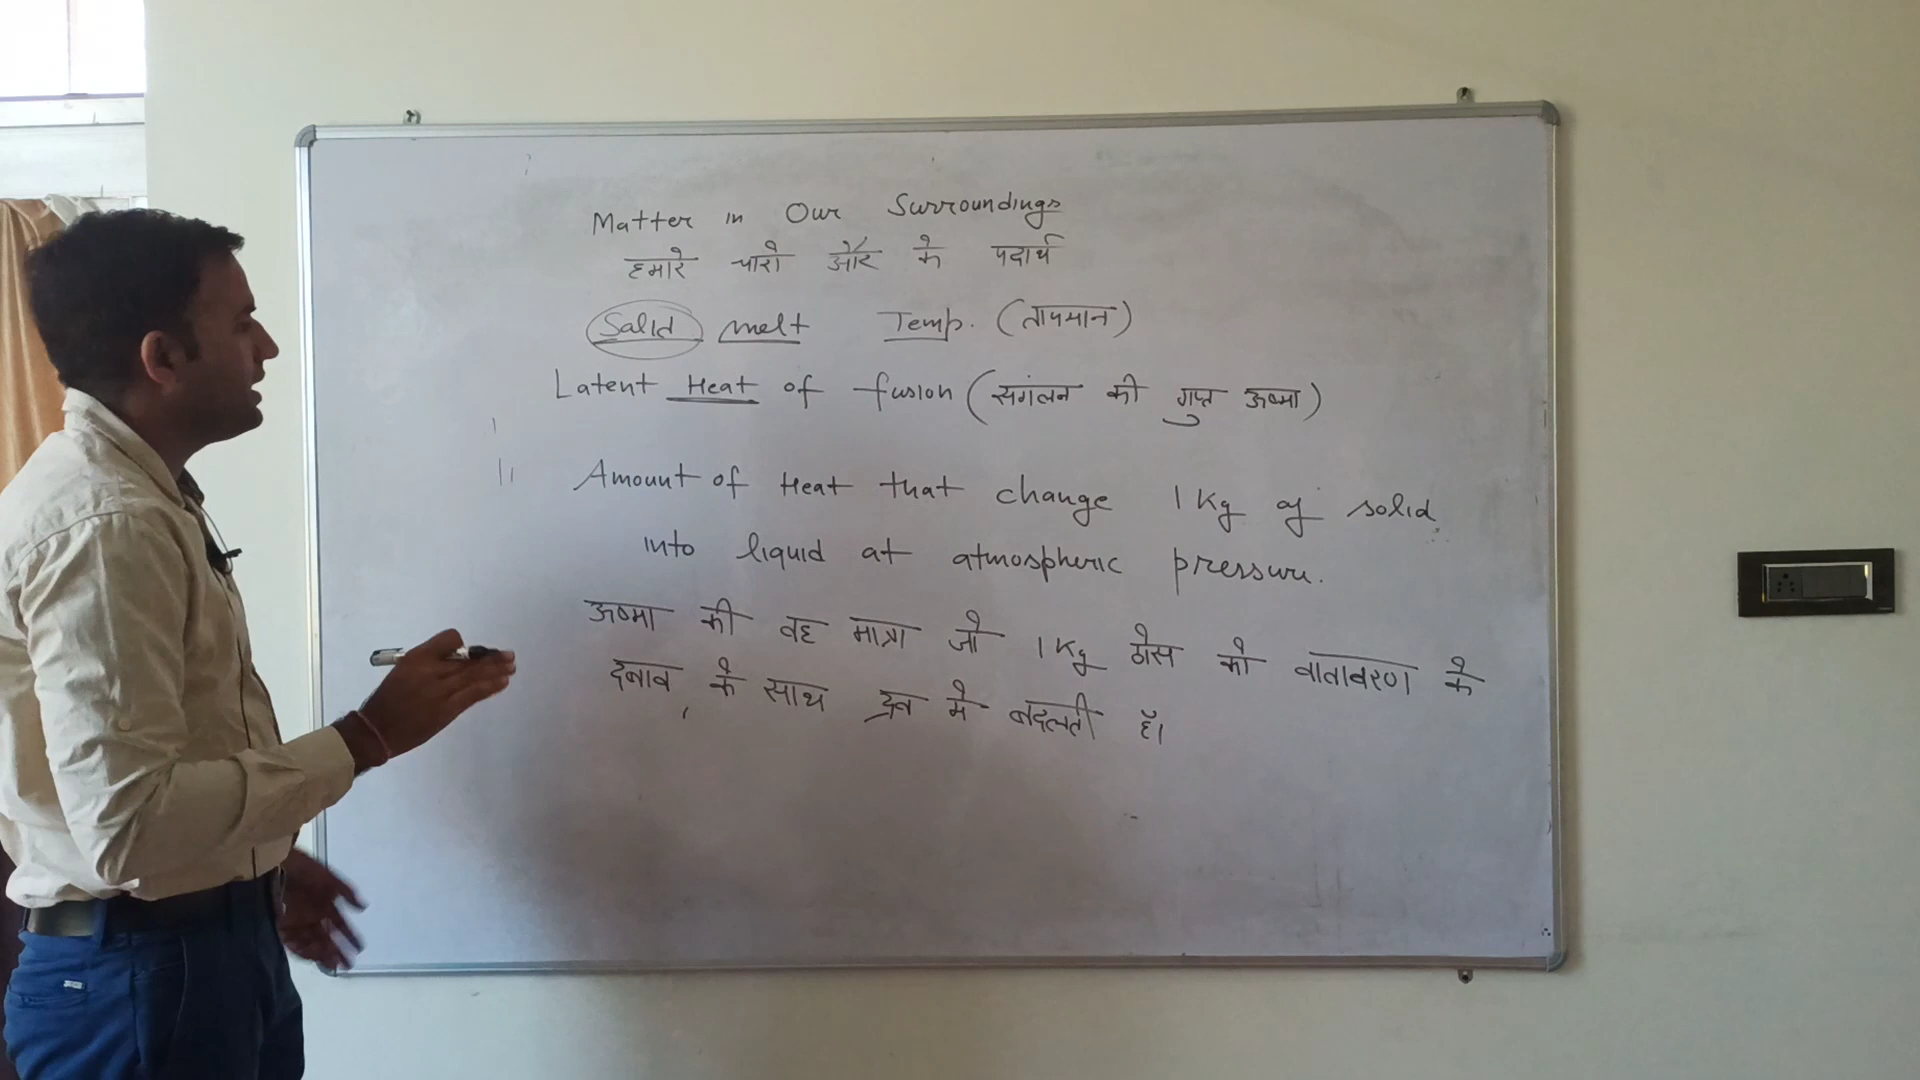 Matter in Our Surroundings
हमारे चारो और के पदार्थ
Solid melt Temp. (तापमान)
Latent Heat of fusion (संगलन की गुप्त ऊष्मा)
Amount of Heat that change 1 Kg of solid
into liquid at atmospheric pressure.
ऊष्मा की वह मात्रा जो 1 Kg ठोस को वातावरण के
दबाव के साथ द्रव मे बदलती है।